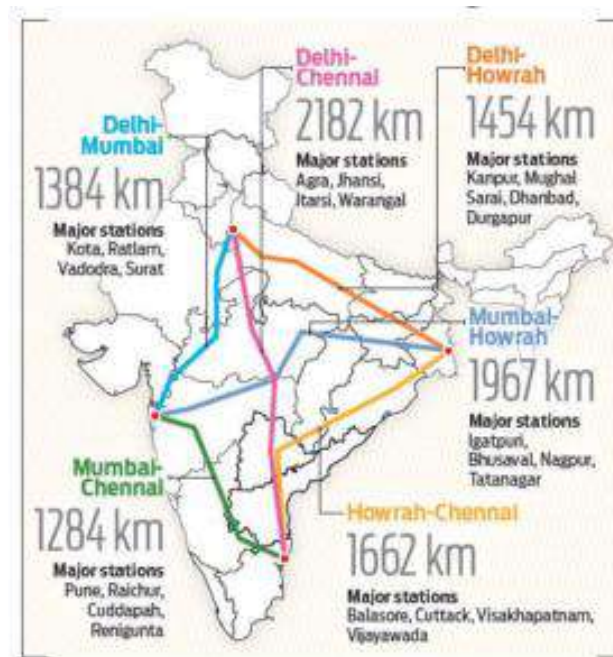 Delhi-
Mumbai
1384 km
Major stations
Kota, Ratlam,
Vadodra, Surat
Delhi-
Chennai
2182 km
Major stations
Agra, Jhansi,
Itarsi, Warangal
Delhi-
Howrah
1454 km
Major stations
Kanpur, Mughal
Sarai, Dhanbad,
Durgapur
Mumbai-
Howrah
1967 km
Major stations
Igatpuri,
Bhusaval, Nagpur,
Tatanagar
Mumbai-
Chennai
1284 km
Major stations
Pune, Raichur,
Cuddapah,
Renigunta
Howrah-Chennai
1662 km
Major stations
Balasore, Cuttack, Visakhapatnam,
Vijayawada